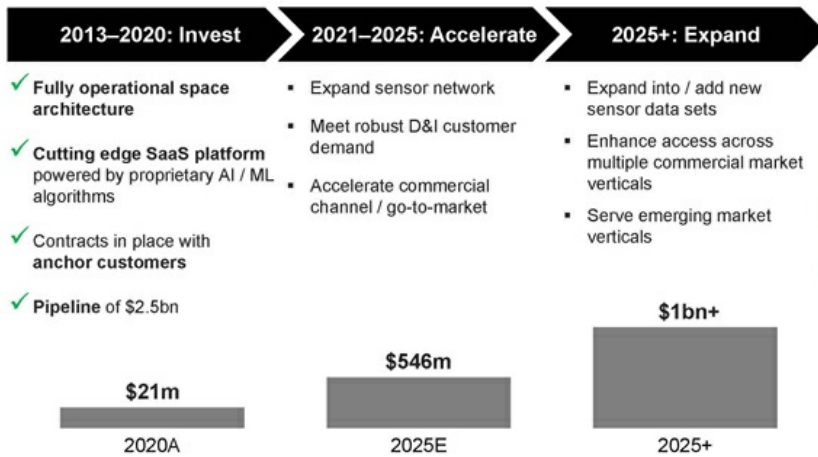 2013–2020: Invest
Fully operational space
architecture
Cutting edge SaaS platform
powered by proprietary AI / ML
algorithms
Contracts in place with
anchor customers
Pipeline of $2.5bn
2021–2025: Accelerate
Expand sensor network
Meet robust D&I customer
demand
Accelerate commercial
channel / go-to-market
2025+: Expand
Expand into / add new
sensor data sets
Enhance access across
multiple commercial market
verticals
Serve emerging market
verticals
$21m
2020A
$546m
2025E
$1bn+
2025+